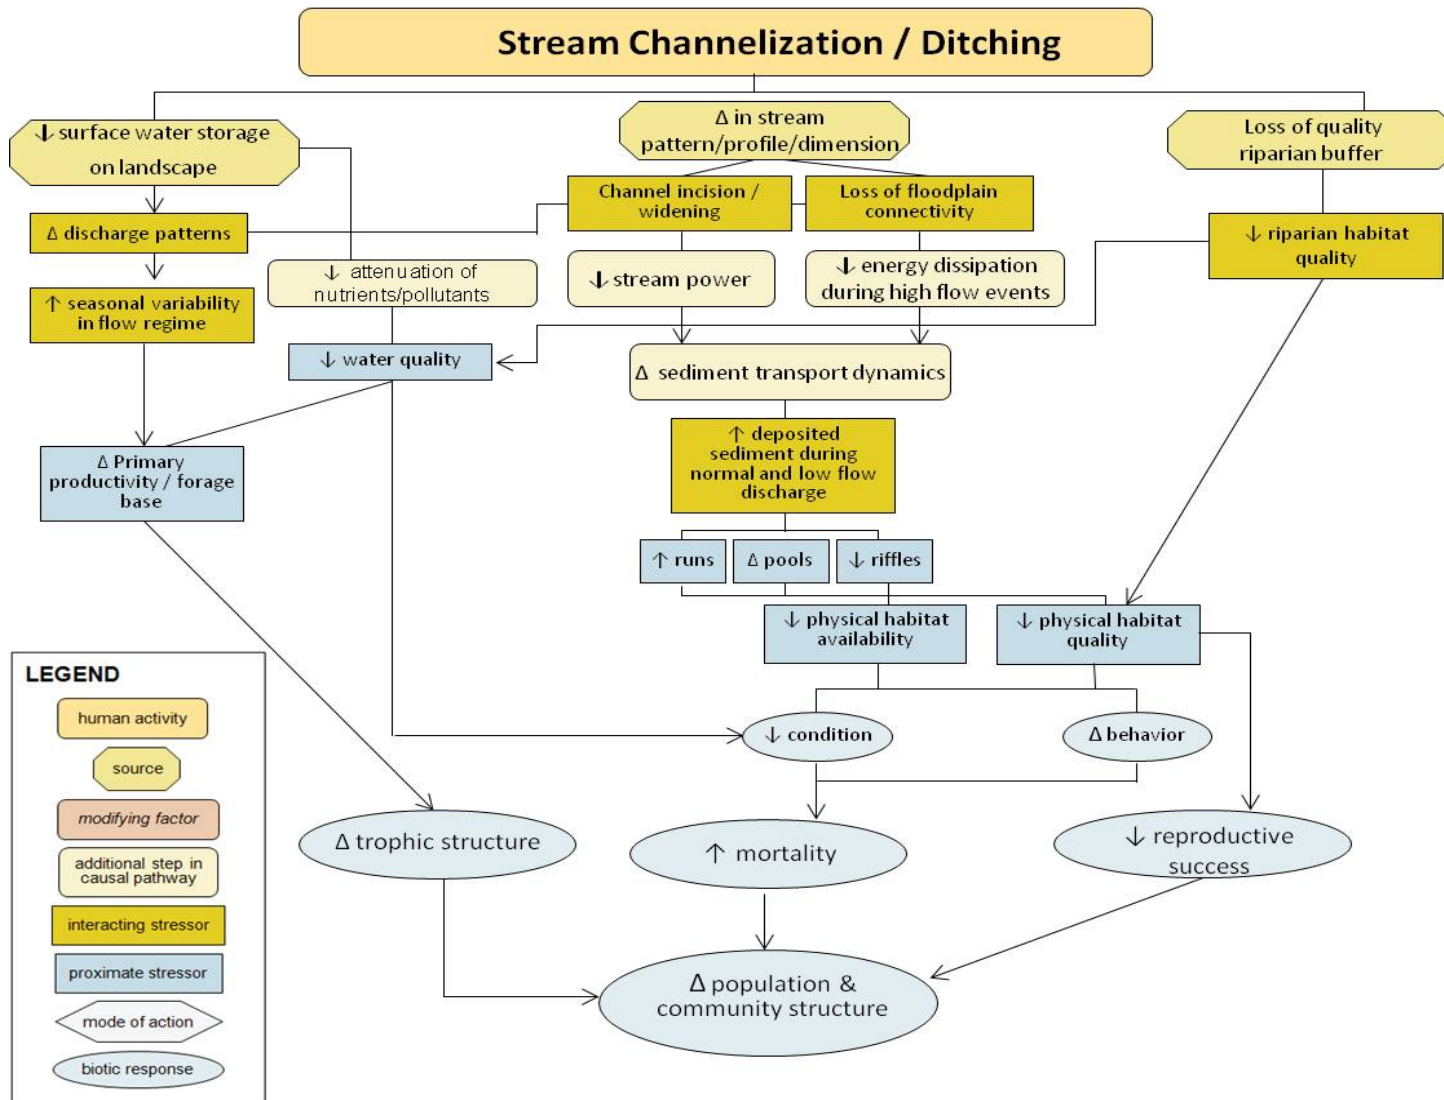 Stream Channelization / Ditching
↓ surface water storage
on landscape
Δ in stream
pattern/profile/dimension
Loss of quality
riparian buffer
Channel incision /
widening
Loss of floodplain
connectivity
Δ discharge patterns
↓ riparian habitat
quality
↓ attenuation of
nutrients/pollutants
↓ stream power
↓ energy dissipation
during high flow events
↑ seasonal variability
in flow regime
↓ water quality
Δ sediment transport dynamics
↑ deposited
sediment during
normal and low flow
discharge
Δ Primary
productivity / forage
base
↑ runs
Δ pools
↓ riffles
↓ physical habitat
availability
↓ physical habitat
quality
↓ condition
Δ behavior
Δ trophic structure
↑ mortality
↓ reproductive
success
Δ population &
community structure
LEGEND
human activity
source
modifying factor
additional step in
causal pathway
interacting stressor
proximate stressor
mode of action
biotic response